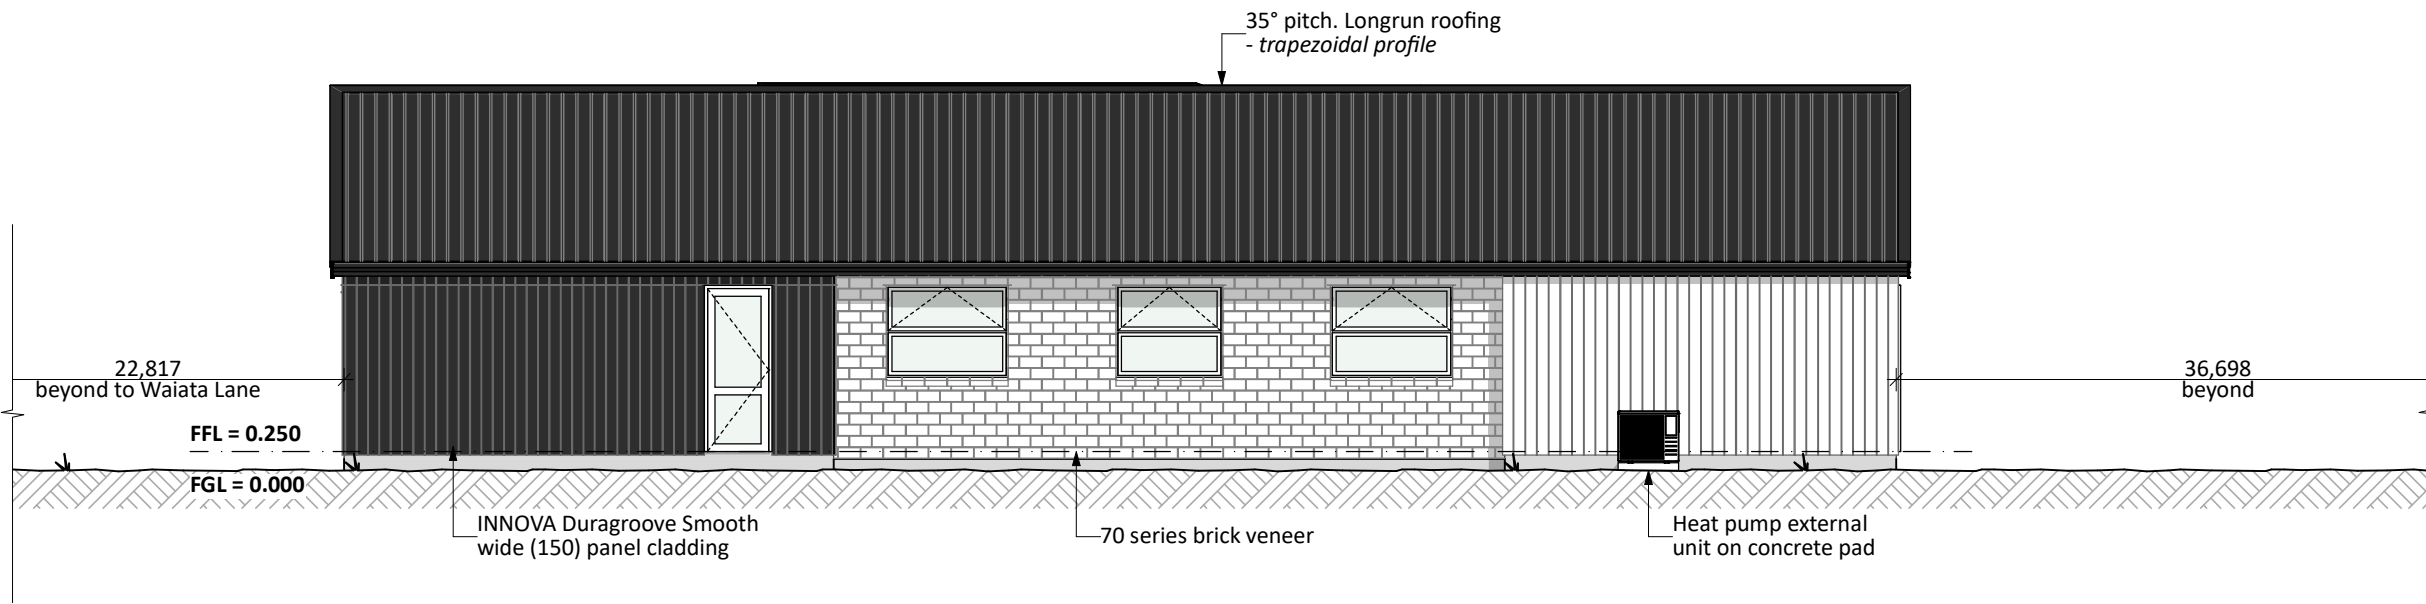 35° pitch. Longrun roofing
- trapezoidal profile
22,817
beyond to Waiata Lane
36,698
beyond
FFL = 0.250
FGL = 0.000
INNOVA Duragroove Smooth
wide (150) panel cladding
70 series brick veneer
Heat pump external
unit on concrete pad